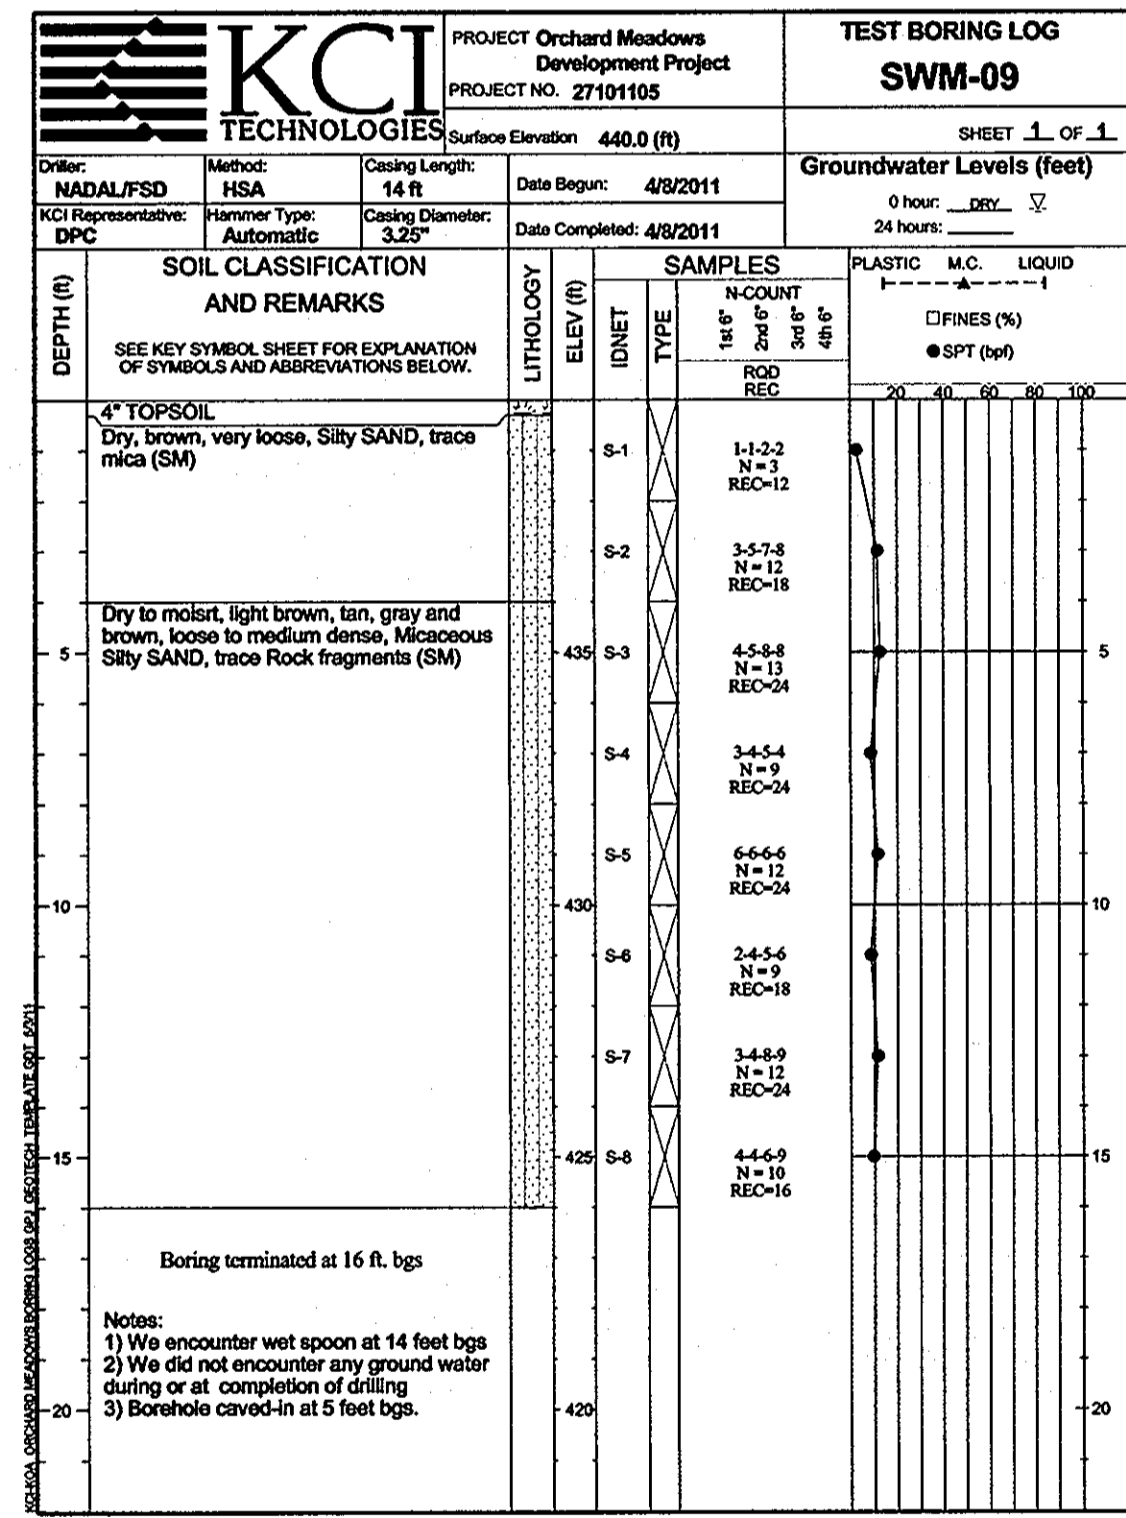 KCI
TECHNOLOGIES
PROJECT Orchard Meadows
Development Project
PROJECT NO. 27101105
Surface Elevation 440.0 (ft)
TEST BORING LOG
SWM-09
SHEET 1 OF 1
Driller:
NADAL/FSD
Method:
HSA
Casing Length:
14 ft
KCI Representative:
DPC
Hammer Type:
Automatic
Casing Diameter:
3.25"
Date Begun: 4/8/2011
Date Completed: 4/8/2011
Groundwater Levels (feet)
0 hour: DRY
24 hours:
DEPTH (ft)
SOIL CLASSIFICATION
AND REMARKS
SEE KEY SYMBOL SHEET FOR EXPLANATION
OF SYMBOLS AND ABBREVIATIONS BELOW.
LITHOLOGY
ELEV (ft)
SAMPLES
IDNET
TYPE
N-COUNT
1st 6"
2nd 6"
3rd 6"
4th 6"
RQD
REC
PLASTIC M.C. LIQUID
FINES (%)
SPT (bpf)
20 40 60 80 100
4" TOPSOIL
Dry, brown, very loose, Silty SAND, trace
mica (SM)
S-1
1-1-2-2
N = 3
REC=12
S-2
3-5-7-8
N = 12
REC=18
Dry to moisrt, light brown, tan, gray and
brown, loose to medium dense, Micaceous
Silty SAND, trace Rock fragments (SM)
5
435
S-3
4-5-8-8
N = 13
REC=24
5
S-4
3-4-5-4
N = 9
REC=24
S-5
6-6-6-6
N = 12
REC=24
10
430
10
S-6
2-4-5-6
N = 9
REC=18
S-7
3-4-8-9
N = 12
REC=24
15
425
S-8
4-4-6-9
N = 10
REC=16
15
Boring terminated at 16 ft. bgs
Notes:
1) We encounter wet spoon at 14 feet bgs
2) We did not encounter any ground water
during or at completion of drilling
3) Borehole caved-in at 5 feet bgs.
20
420
20
KCI-KOA ORCHARD MEADOWS BORING LOGS.GPJ GEOTECH TEMPLATE.GDT